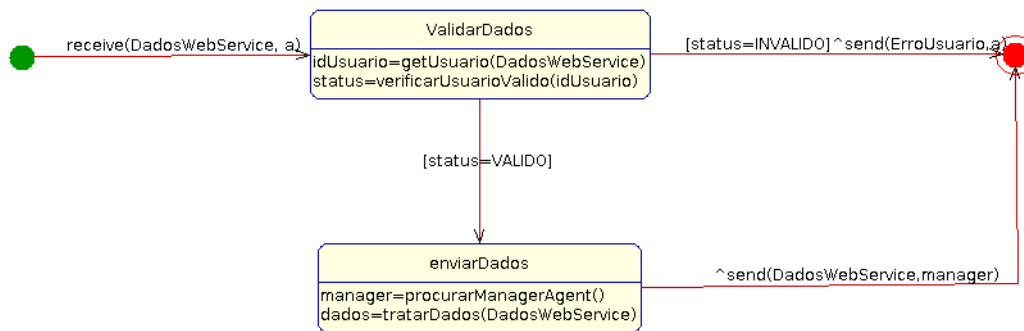 ValidarDados
receive(DadosWebService, a)
[status=INVALIDO]^send(ErroUsuario,a)
idUsuario=getUsuario(DadosWebService)
status=verificarUsuarioValido(idUsuario)
[status=VALIDO]
enviarDados
^send(DadosWebService,manager)
manager=procurarManagerAgent()
dados=tratarDados(DadosWebService)